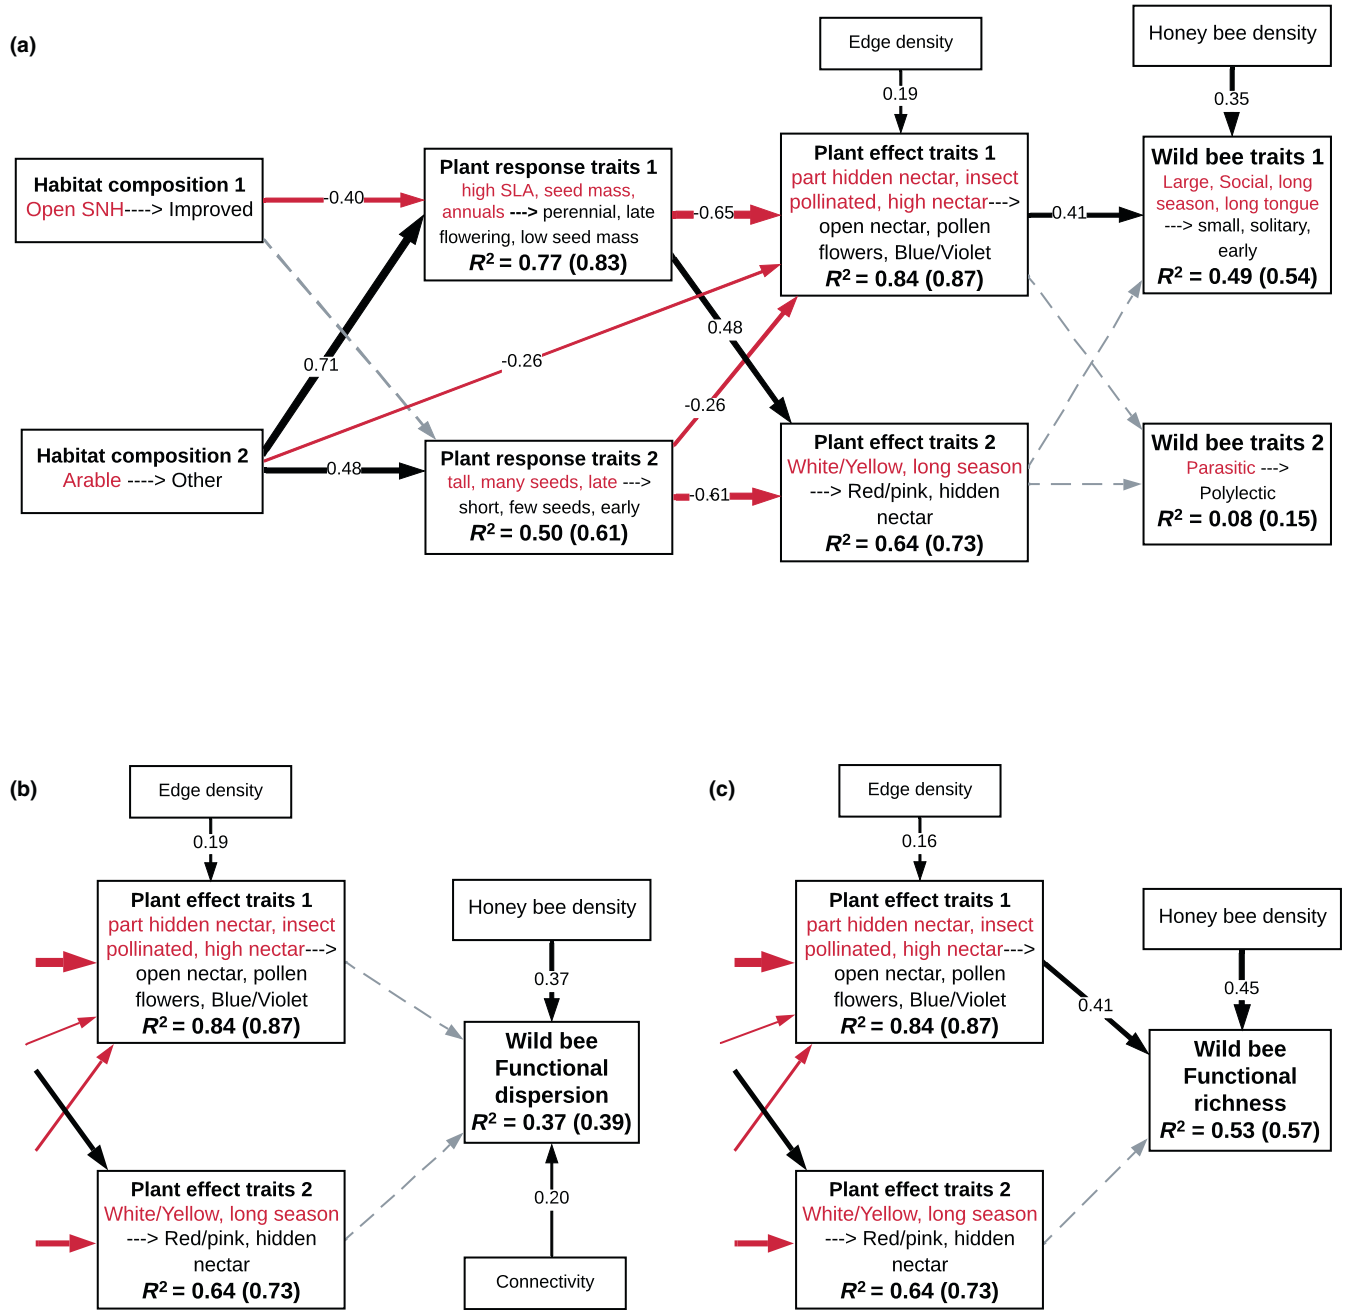 (a)
Edge density
0.19
Honey bee density
0.35
Habitat composition 1
Open SNH----> Improved
-0.40
0.71
Habitat composition 2
Arable ----> Other
0.48
Plant response traits 1
high SLA, seed mass,
annuals ---> perennial, late
flowering, low seed mass
R² = 0.77 (0.83)
-0.65
0.48
-0.26
-0.26
Plant response traits 2
tall, many seeds, late --->
short, few seeds, early
R² = 0.50 (0.61)
-0.61
Plant effect traits 1
part hidden nectar, insect
pollinated, high nectar--->
open nectar, pollen
flowers, Blue/Violet
R² = 0.84 (0.87)
0.41
Plant effect traits 2
White/Yellow, long season
---> Red/pink, hidden
nectar
R² = 0.64 (0.73)
Wild bee traits 1
Large, Social, long
season, long tongue
---> small, solitary,
early
R² = 0.49 (0.54)
Wild bee traits 2
Parasitic --->
Polylectic
R² = 0.08 (0.15)
(b)
Edge density
0.19
Plant effect traits 1
part hidden nectar, insect
pollinated, high nectar--->
open nectar, pollen
flowers, Blue/Violet
R² = 0.84 (0.87)
Plant effect traits 2
White/Yellow, long season
---> Red/pink, hidden
nectar
R² = 0.64 (0.73)
Honey bee density
0.37
Wild bee
Functional
dispersion
R² = 0.37 (0.39)
0.20
Connectivity
(c)
Edge density
0.16
Plant effect traits 1
part hidden nectar, insect
pollinated, high nectar--->
open nectar, pollen
flowers, Blue/Violet
R² = 0.84 (0.87)
0.41
Plant effect traits 2
White/Yellow, long season
---> Red/pink, hidden
nectar
R² = 0.64 (0.73)
Honey bee density
0.45
Wild bee
Functional
richness
R² = 0.53 (0.57)